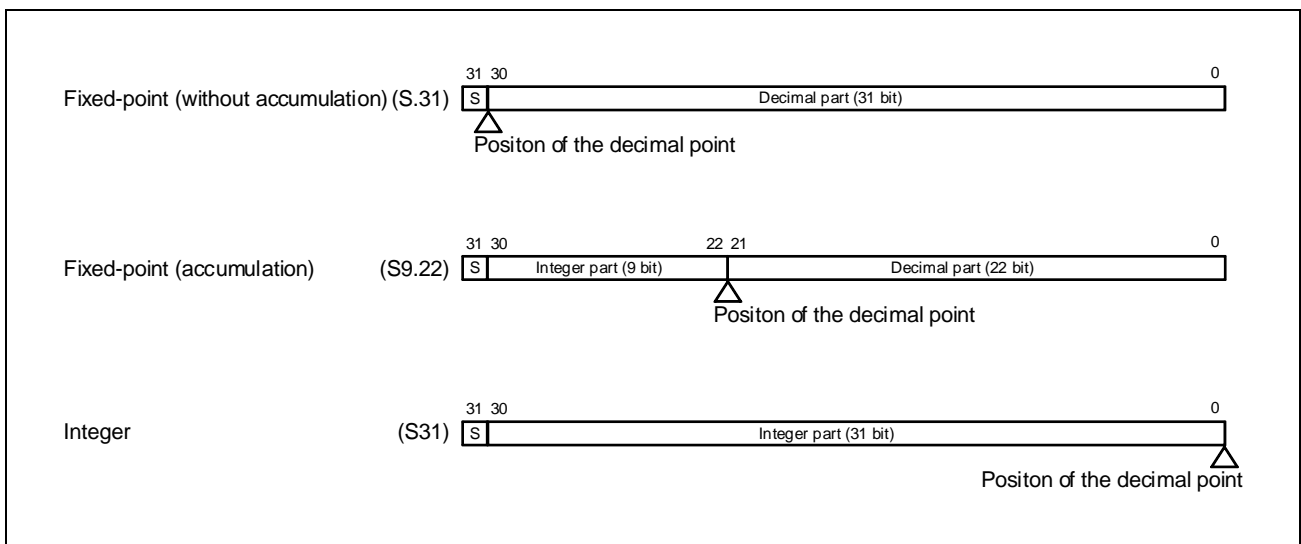 31 30 0
Fixed-point (without accumulation) (S.31) S Decimal part (31 bit)
Positon of the decimal point
31 30 22 21 0
Fixed-point (accumulation) (S9.22) S Integer part (9 bit) Decimal part (22 bit)
Positon of the decimal point
31 30 0
Integer (S31) S Integer part (31 bit)
Positon of the decimal point